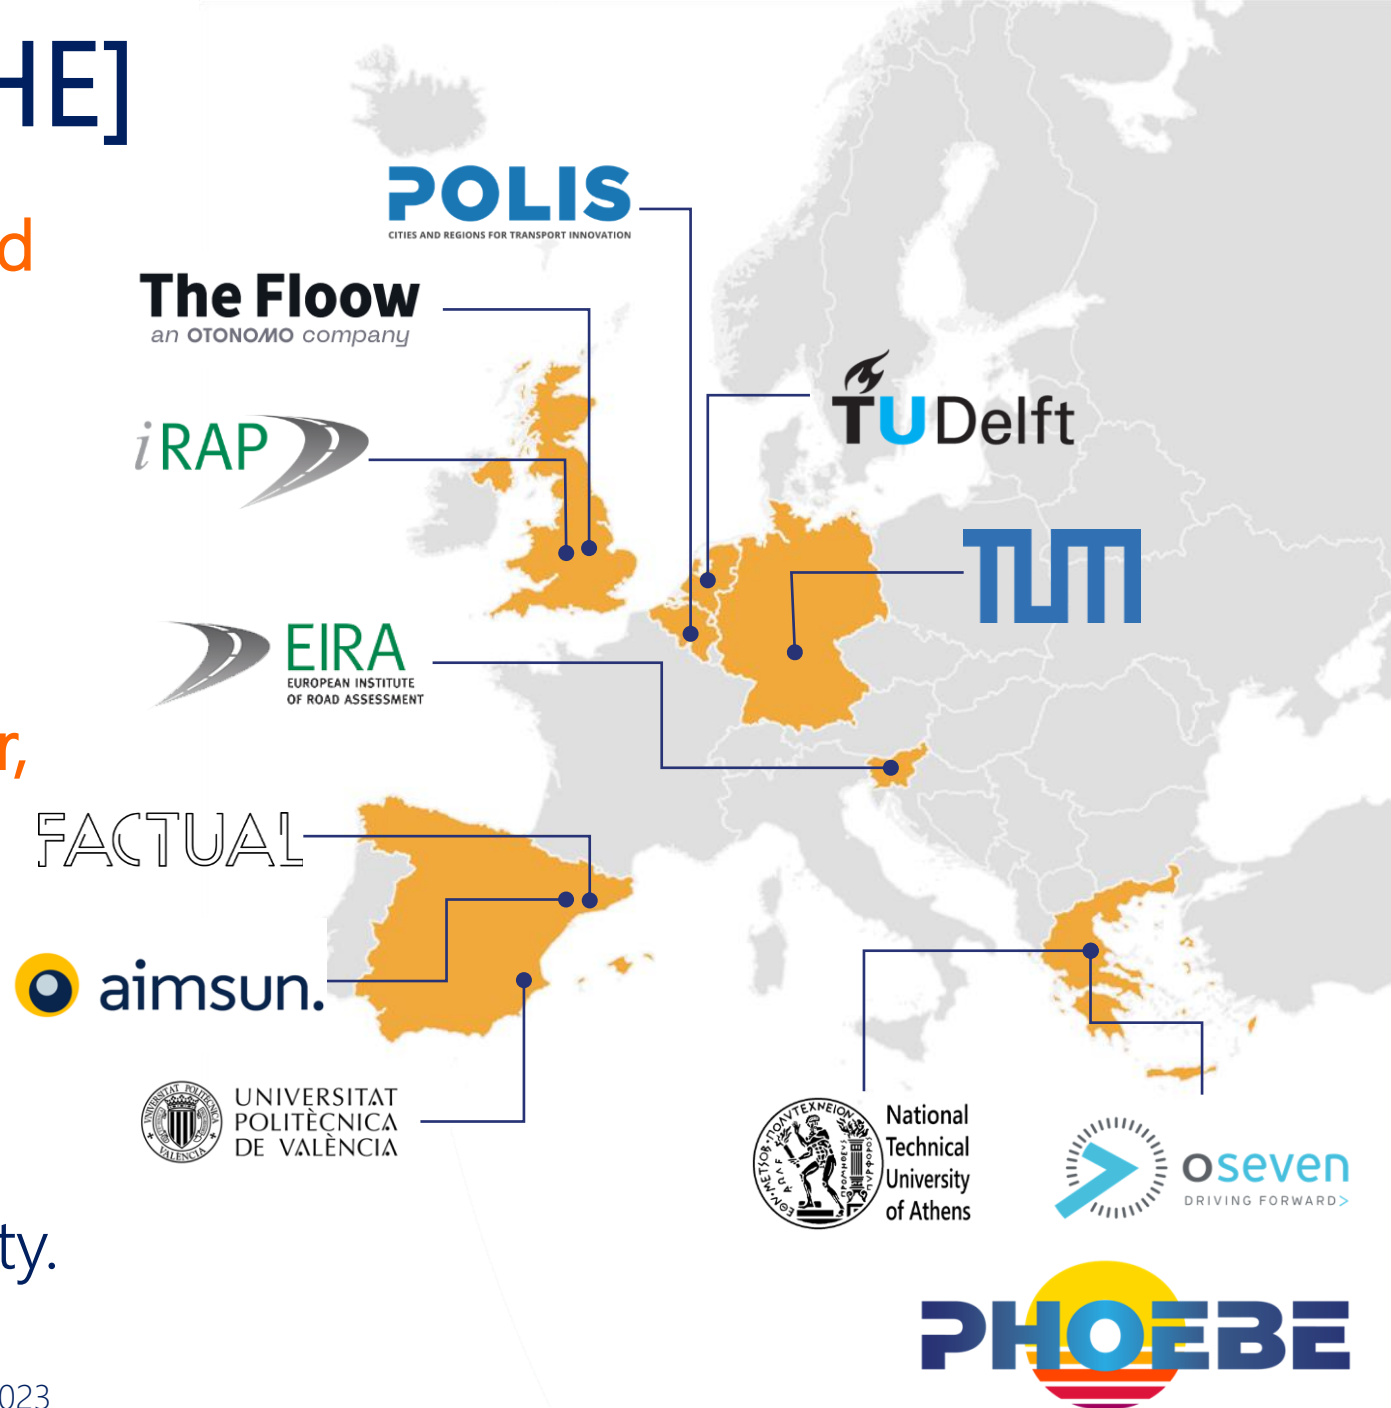 HE]
d
POLIS
CITIES AND REGIONS FOR TRANSPORT INNOVATION
The Floow
an OTONOMO company
TU Delft
iRAP
TUM
EIRA
EUROPEAN INSTITUTE
OF ROAD ASSESSMENT
r,
FACTUAL
aimsun.
UNIVERSITAT
POLITÈCNICA
DE VALÈNCIA
National
Technical
University
of Athens
oseven
DRIVING FORWARD>
ty.
PHOEBE
023